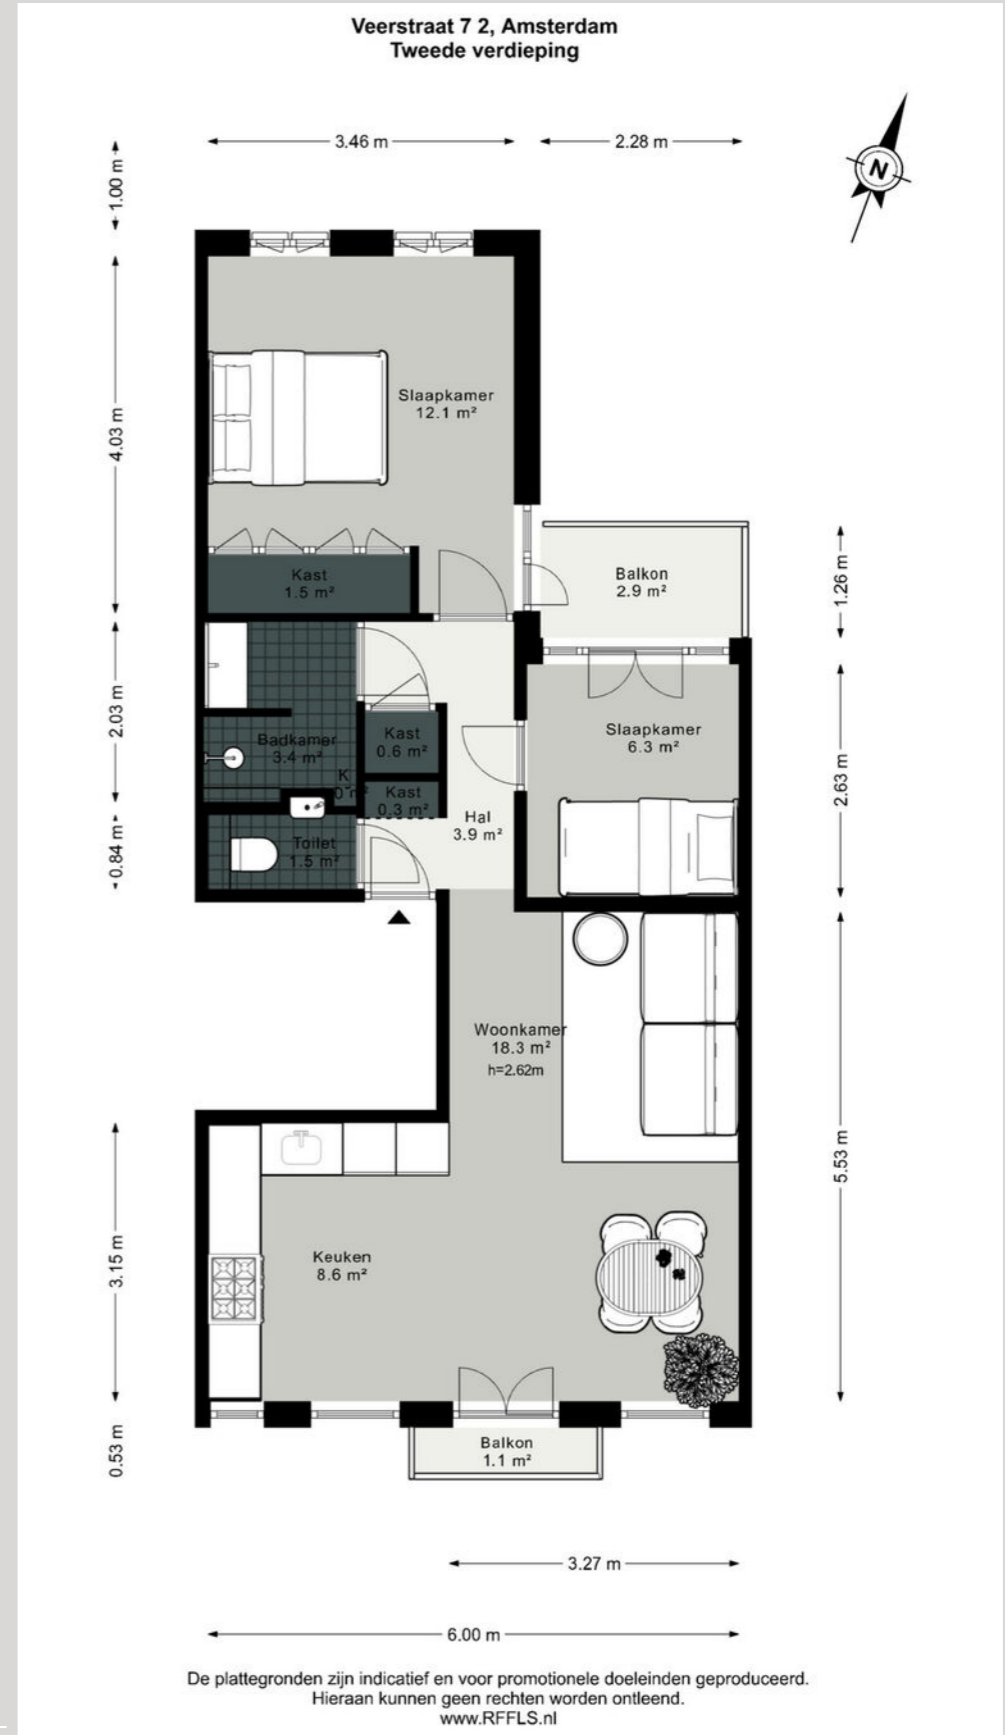 Veerstraat 7 2, Amsterdam
Tweede verdieping
3.46 m
2.28 m
1.00 m
N
4.03 m
Slaapkamer
12.1 m²
Kast
1.5 m²
Balkon
2.9 m²
1.26 m
2.03 m
Badkamer
3.4 m²
Kast
0.6 m²
Slaapkamer
6.3 m²
2.63 m
K
Kast
0.3 m²
Hal
3.9 m²
0.84 m
Toilet
1.5 m²
Woonkamer
18.3 m²
h=2.62m
5.53 m
3.15 m
Keuken
8.6 m²
0.53 m
Balkon
1.1 m²
3.27 m
6.00 m
De plattegronden zijn indicatief en voor promotionele doeleinden geproduceerd.
Hieraan kunnen geen rechten worden ontleend.
www.RFFLS.nl